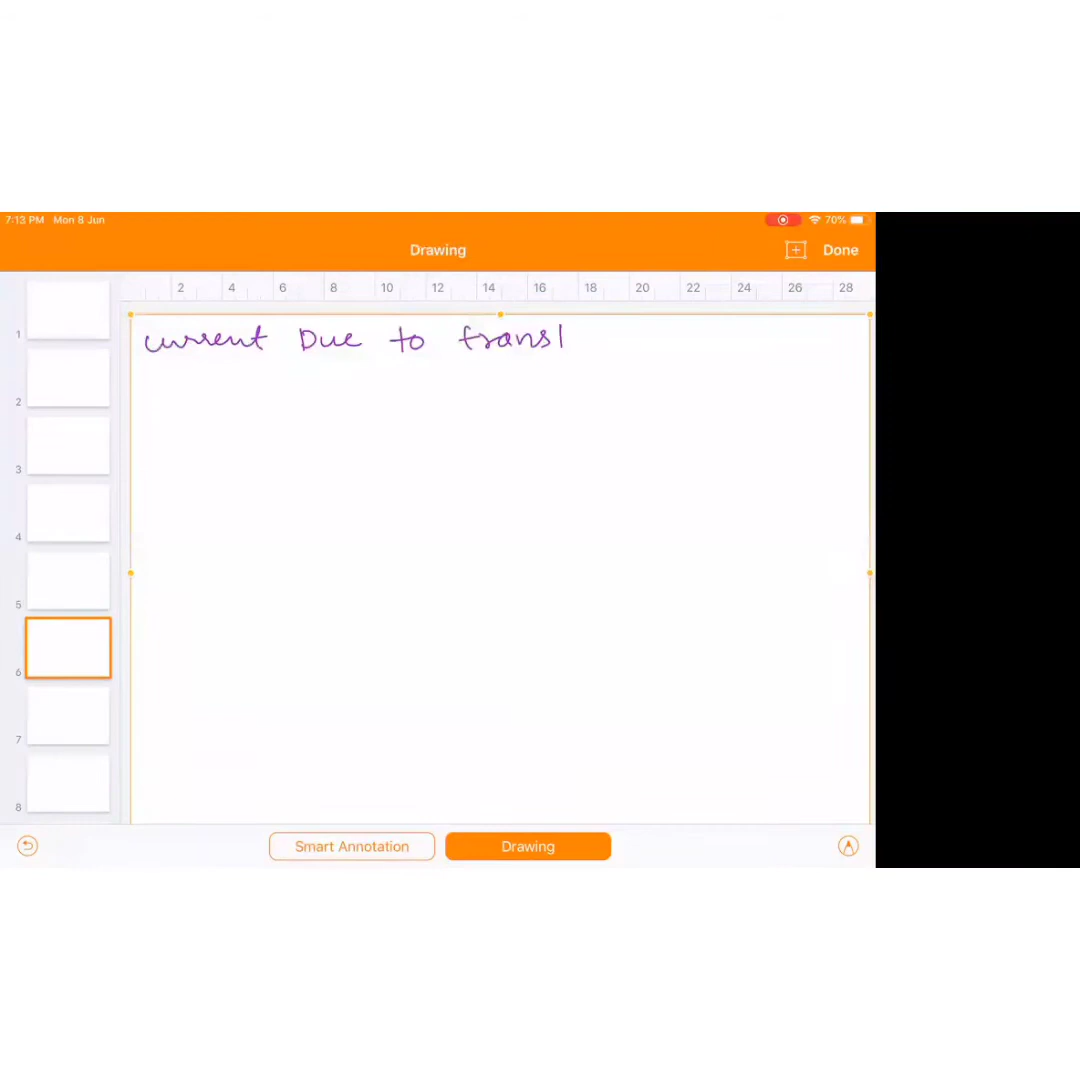 7:13 PM Mon 8 Jun 70%
Drawing Done
2 4 6 8 10 12 14 16 18 20 22 24 26 28
current Due to transl
1
2
3
4
5
6
7
8
Smart Annotation Drawing